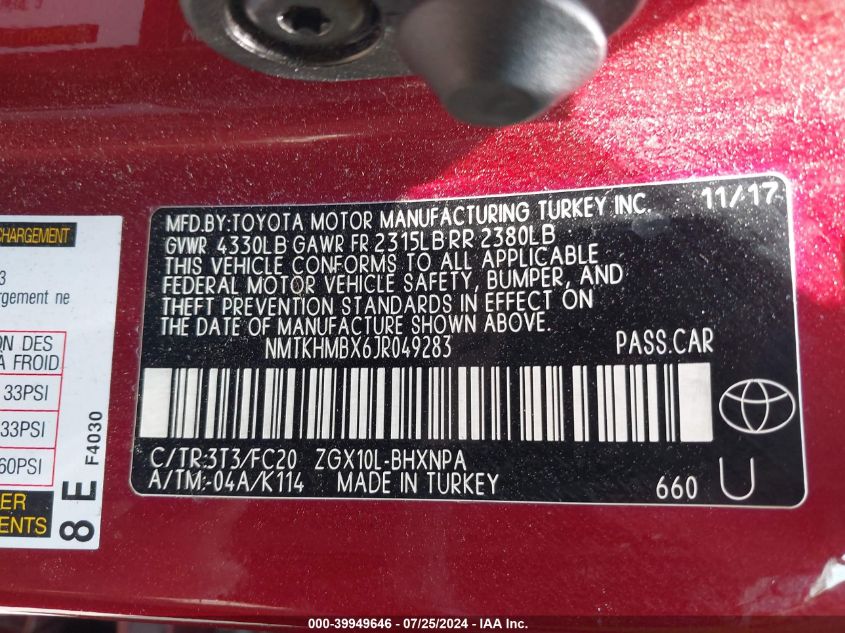 MFD.BY:TOYOTA MOTOR MANUFACTURING TURKEY INC. 11/17
GVWR 4330LB GAWR FR 2315LB RR 2380LB
THIS VEHICLE CONFORMS TO ALL APPLICABLE
FEDERAL MOTOR VEHICLE SAFETY, BUMPER, AND
THEFT PREVENTION STANDARDS IN EFFECT ON
THE DATE OF MANUFACTURE SHOWN ABOVE.
NMTKHMBX6JR049283 PASS.CAR
C/TR:3T3/FC20 ZGX10L-BHXNPA
A/TM:-04A/K114 MADE IN TURKEY 660 U
CHARGEMENT
3
rgement ne
ON DES
À FROID
33PSI
33PSI
60PSI
ER
ENTS
8 E F4030
000-39949646 - 07/25/2024 - IAA Inc.